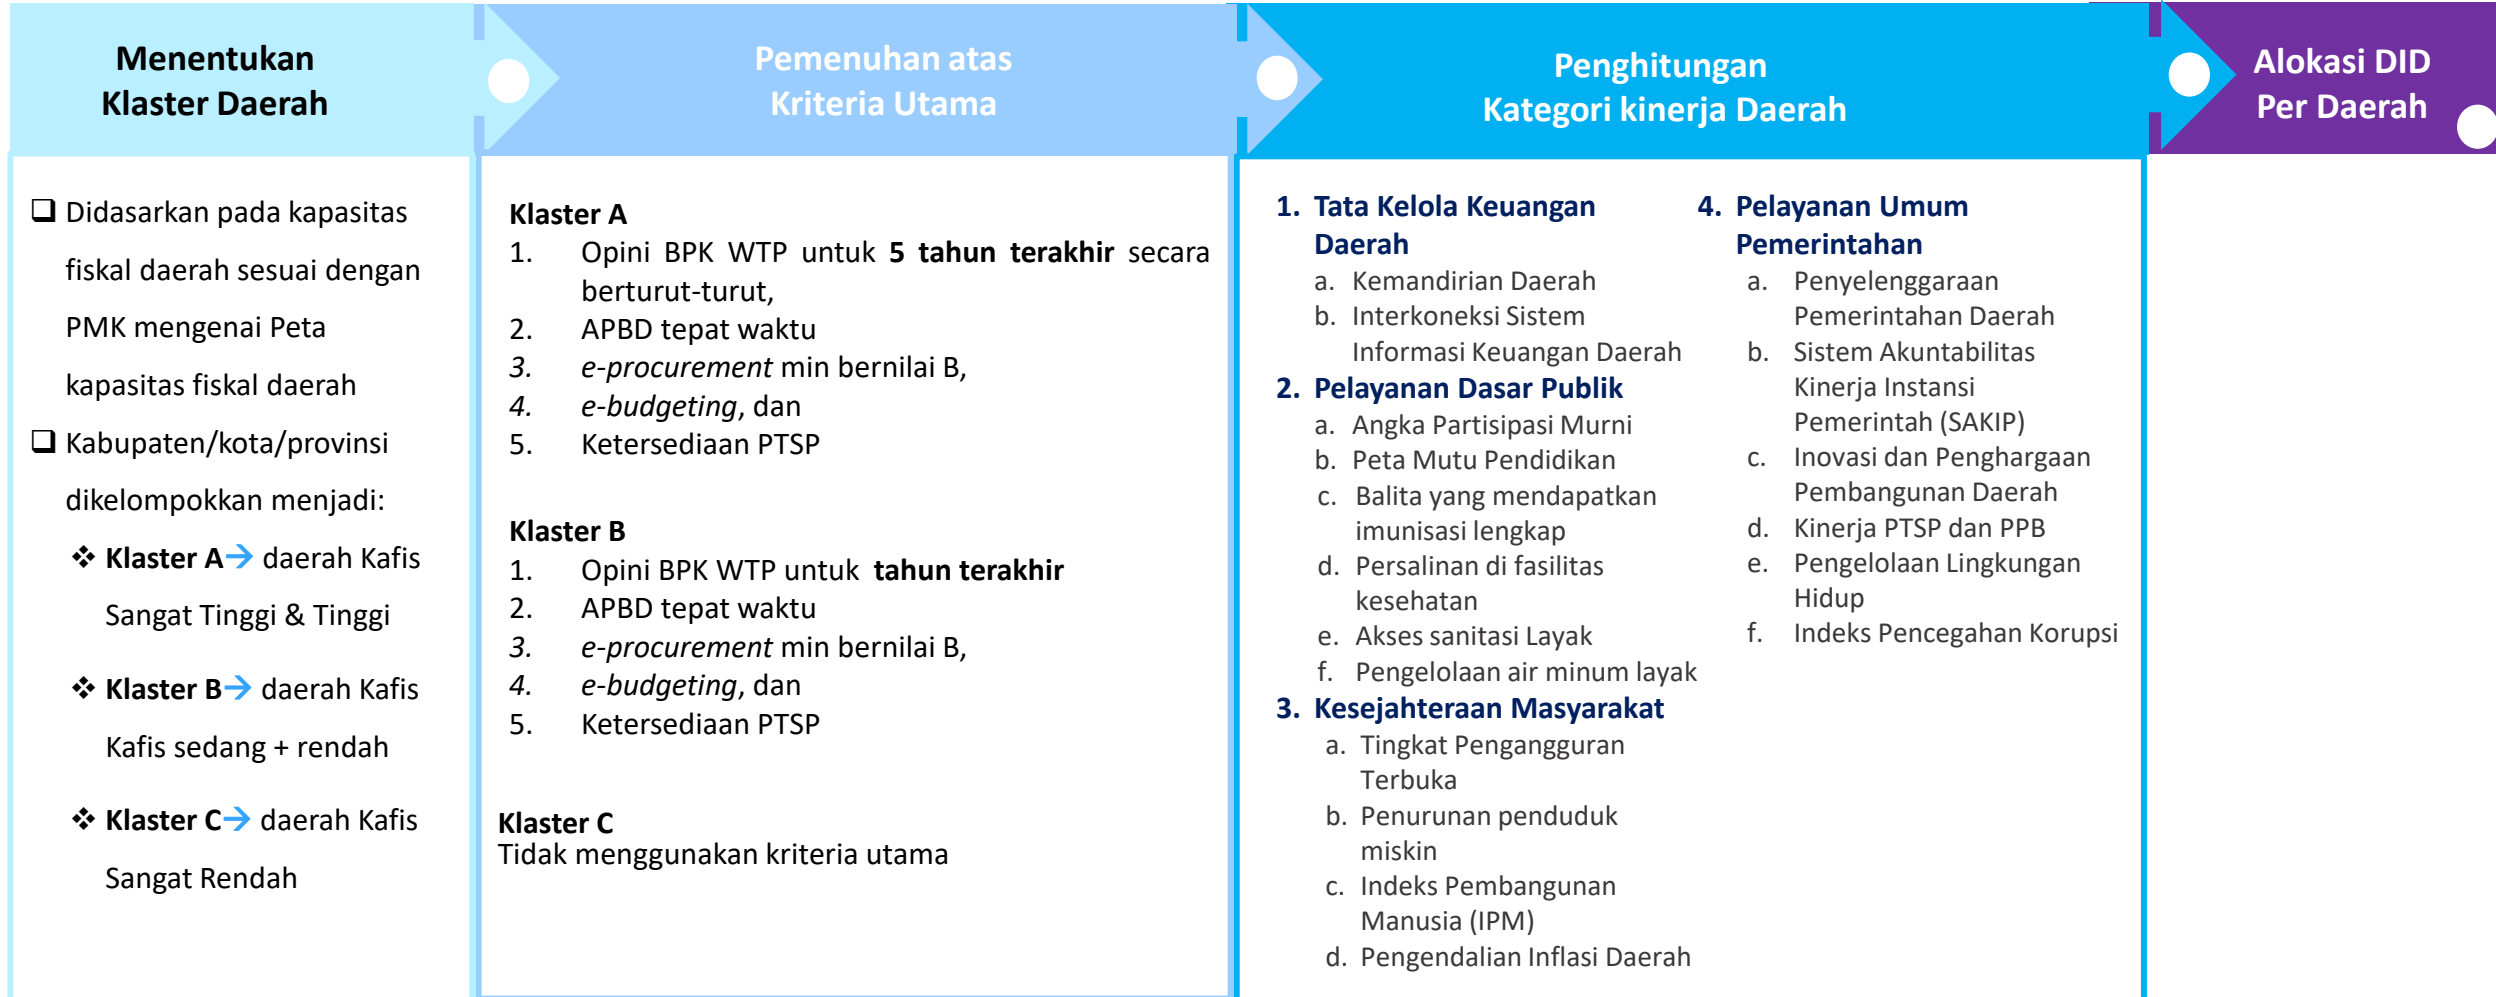 Menentukan
Klaster Daerah
Pemenuhan atas
Kriteria Utama
Penghitungan
Kategori kinerja Daerah
Alokasi DID
Per Daerah
❑ Didasarkan pada kapasitas
fiskal daerah sesuai dengan
PMK mengenai Peta
kapasitas fiskal daerah
❑ Kabupaten/kota/provinsi
dikelompokkan menjadi:
❖ Klaster A→ daerah Kafis
Sangat Tinggi & Tinggi
❖ Klaster B→ daerah Kafis
Kafis sedang + rendah
❖ Klaster C→ daerah Kafis
Sangat Rendah
Klaster A
1. Opini BPK WTP untuk 5 tahun terakhir secara
berturut-turut,
2. APBD tepat waktu
3. e-procurement min bernilai B,
4. e-budgeting, dan
5. Ketersediaan PTSP
Klaster B
1. Opini BPK WTP untuk tahun terakhir
2. APBD tepat waktu
3. e-procurement min bernilai B,
4. e-budgeting, dan
5. Ketersediaan PTSP
Klaster C
Tidak menggunakan kriteria utama
1. Tata Kelola Keuangan
Daerah
a. Kemandirian Daerah
b. Interkoneksi Sistem
Informasi Keuangan Daerah
2. Pelayanan Dasar Publik
a. Angka Partisipasi Murni
b. Peta Mutu Pendidikan
c. Balita yang mendapatkan
imunisasi lengkap
d. Persalinan di fasilitas
kesehatan
e. Akses sanitasi Layak
f. Pengelolaan air minum layak
3. Kesejahteraan Masyarakat
a. Tingkat Pengangguran
Terbuka
b. Penurunan penduduk
miskin
c. Indeks Pembangunan
Manusia (IPM)
d. Pengendalian Inflasi Daerah
4. Pelayanan Umum
Pemerintahan
a. Penyelenggaraan
Pemerintahan Daerah
b. Sistem Akuntabilitas
Kinerja Instansi
Pemerintah (SAKIP)
c. Inovasi dan Penghargaan
Pembangunan Daerah
d. Kinerja PTSP dan PPB
e. Pengelolaan Lingkungan
Hidup
f. Indeks Pencegahan Korupsi